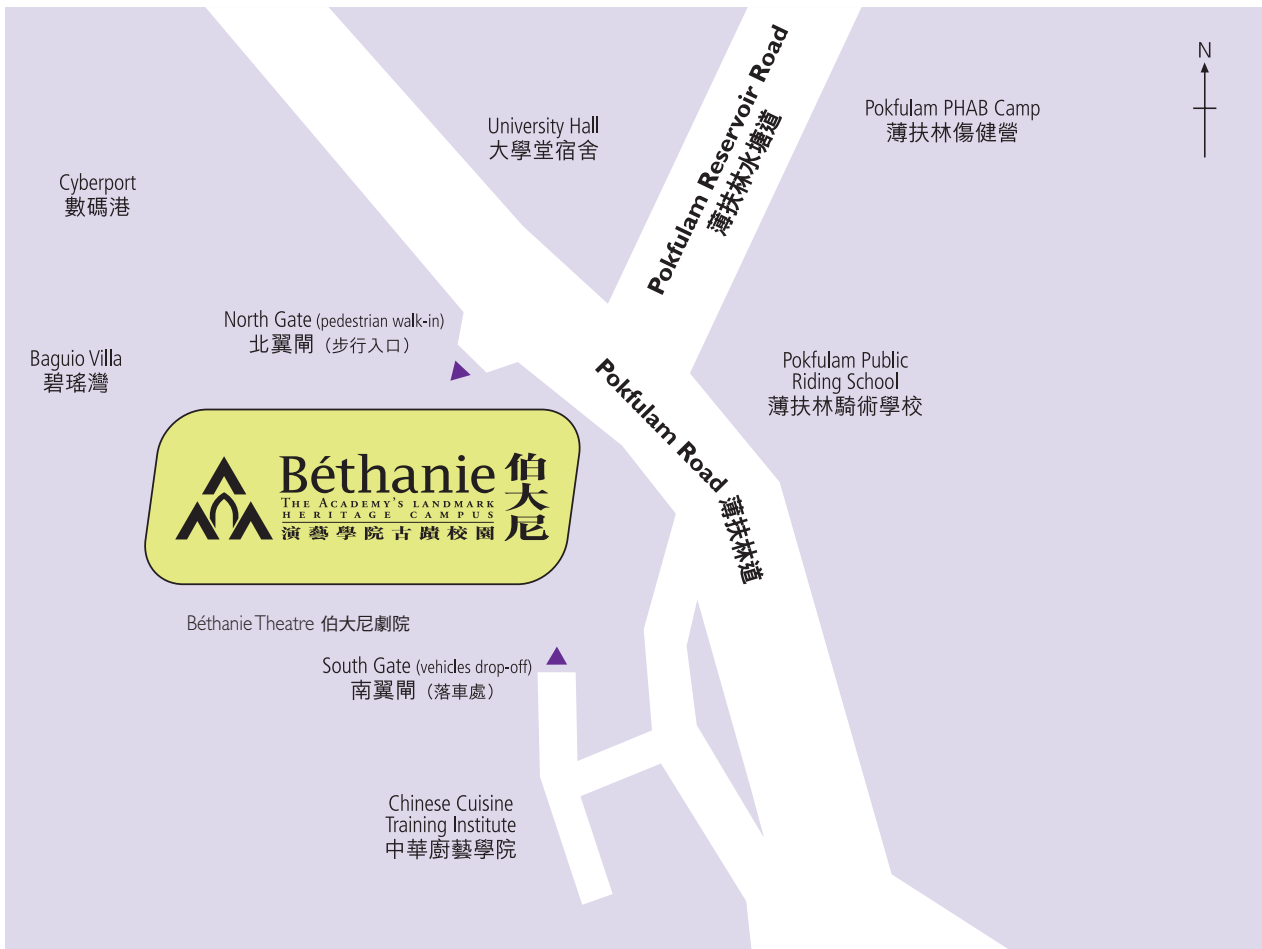 N
Pokfulam Reservoir Road
薄扶林水塘道
Pokfulam PHAB Camp
薄扶林傷健營
University Hall
大學堂宿舍
Cyberport
數碼港
North Gate (pedestrian walk-in)
北翼閘（步行入口）
Baguio Villa
碧瑤灣
Pokfulam Public
Riding School
薄扶林騎術學校
Pokfulam Road 薄扶林道
Béthanie
THE ACADEMY'S LANDMARK
HERITAGE CAMPUS
演藝學院古蹟校園
伯大尼
Béthanie Theatre 伯大尼劇院
South Gate (vehicles drop-off)
南翼閘（落車處）
Chinese Cuisine
Training Institute
中華廚藝學院